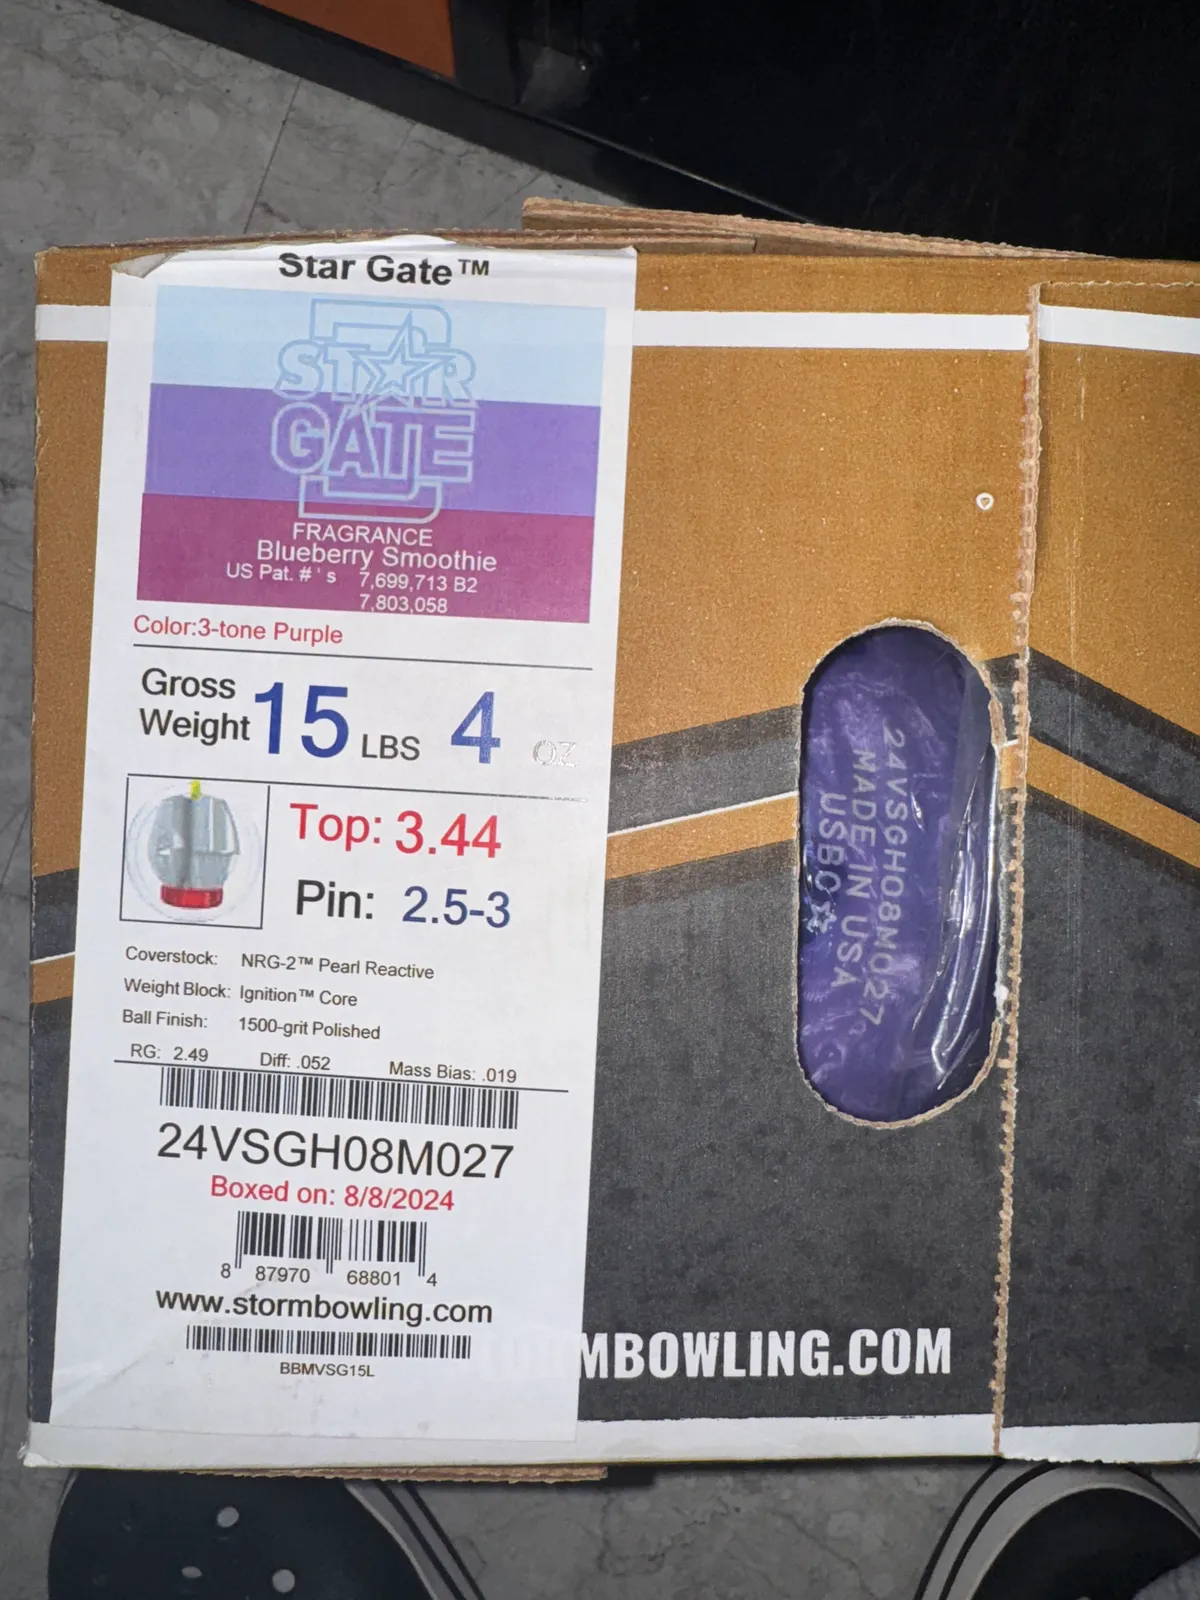 Star Gate™
STAR
GATE
FRAGRANCE
Blueberry Smoothie
US Pat. # ' s 7,699,713 B2
7,803,058
Color:3-tone Purple
Gross Weight 15 LBS 4 OZ
Top: 3.44
Pin: 2.5-3
Coverstock: NRG-2™ Pearl Reactive
Weight Block: Ignition™ Core
Ball Finish: 1500-grit Polished
RG: 2.49 Diff: .052 Mass Bias: .019
24VSGH08M027
Boxed on: 8/8/2024
8 87970 68801 4
www.stormbowling.com
BBMVSG15L
MBOWLING.COM
24VSGH08M027
MADE IN USA
USBC